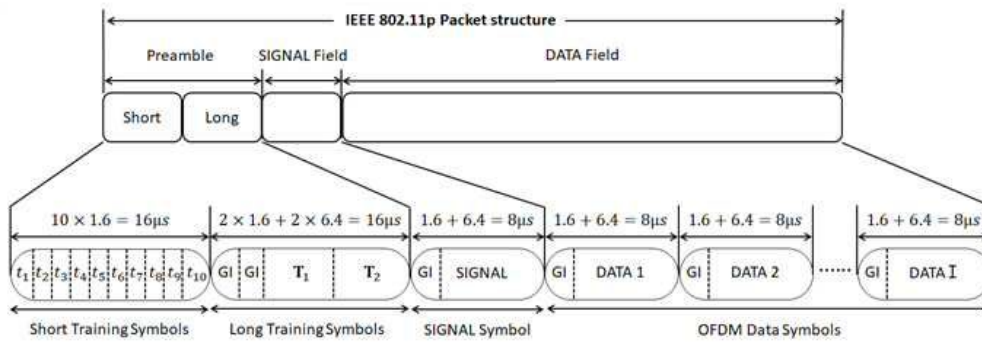 IEEE 802.11p Packet structure
Preamble SIGNAL Field DATA Field
Short Long
10 × 1.6 = 16μs 2 × 1.6 + 2 × 6.4 = 16μs 1.6 + 6.4 = 8μs 1.6 + 6.4 = 8μs 1.6 + 6.4 = 8μs 1.6 + 6.4 = 8μs
t₁ t₂ t₃ t₄ t₅ t₆ t₇ t₈ t₉ t₁₀ GI GI T₁ T₂ GI SIGNAL GI DATA 1 GI DATA 2 ...... GI DATA I
Short Training Symbols Long Training Symbols SIGNAL Symbol OFDM Data Symbols